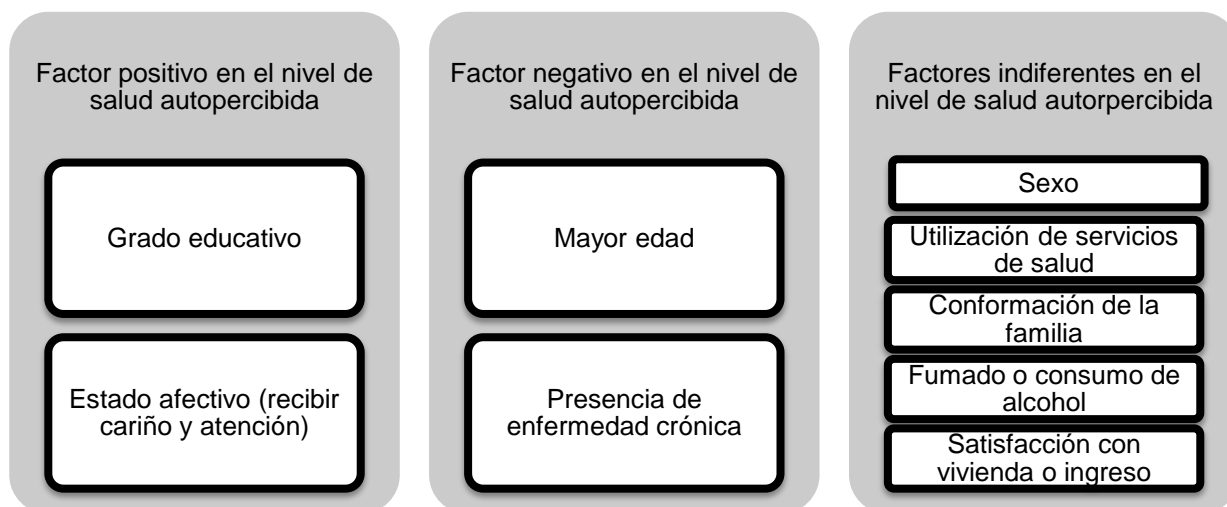 Factor positivo en el nivel de
salud autopercibida
Grado educativo
Estado afectivo (recibir
cariño y atención)
Factor negativo en el nivel de
salud autopercibida
Mayor edad
Presencia de
enfermedad crónica
Factores indiferentes en el
nivel de salud autorpercibida
Sexo
Utilización de servicios
de salud
Conformación de la
familia
Fumado o consumo de
alcohol
Satisfacción con
vivienda o ingreso